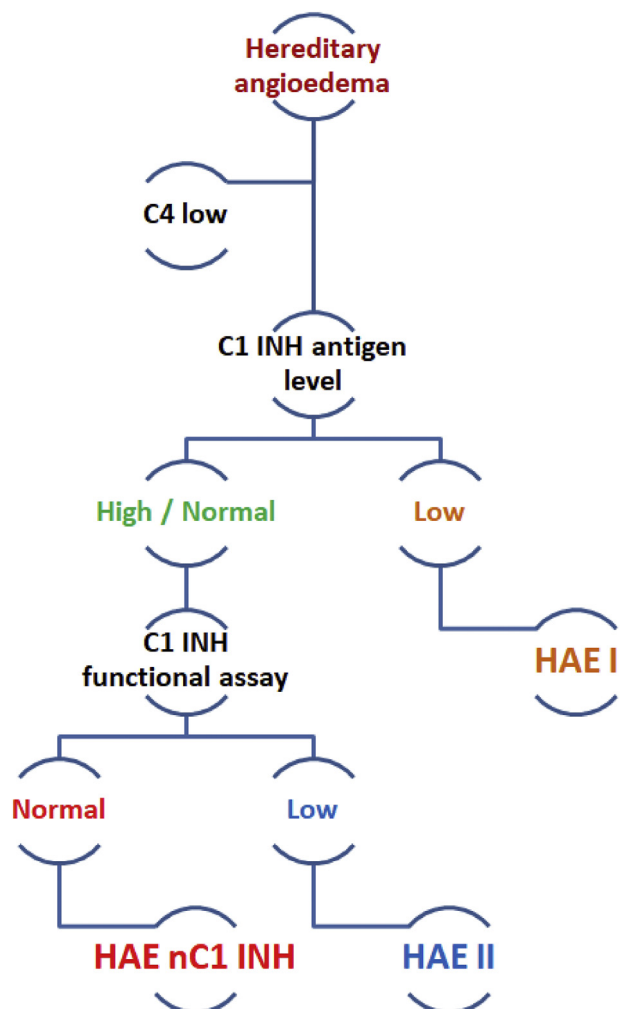 Hereditary
angioedema
C4 low
C1 INH antigen
level
High / Normal
Low
C1 INH
functional assay
HAE I
Normal
Low
HAE nC1 INH
HAE II